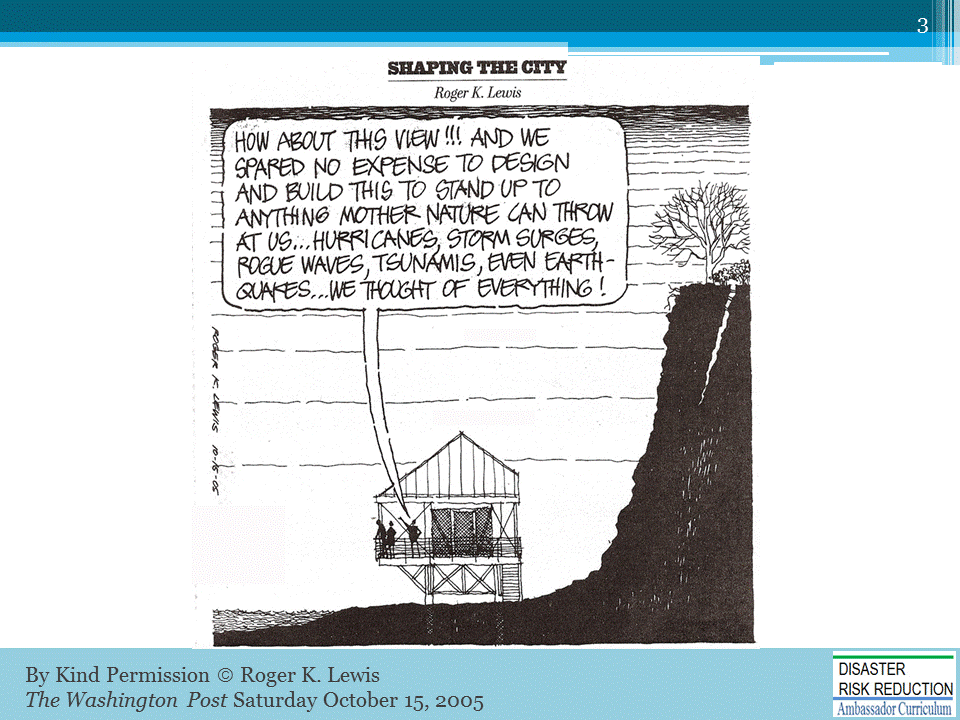 3
SHAPING THE CITY
Roger K. Lewis
HOW ABOUT THIS VIEW!!! AND WE
SPARED NO EXPENSE TO DESIGN
AND BUILD THIS TO STAND UP TO
ANYTHING MOTHER NATURE CAN THROW
AT US...HURRICANES, STORM SURGES,
ROGUE WAVES, TSUNAMIS, EVEN EARTH-
QUAKES...WE THOUGHT OF EVERYTHING!
ROGER K. LEWIS 10-15-05
By Kind Permission © Roger K. Lewis
The Washington Post Saturday October 15, 2005
DISASTER
RISK REDUCTION
Ambassador Curriculum